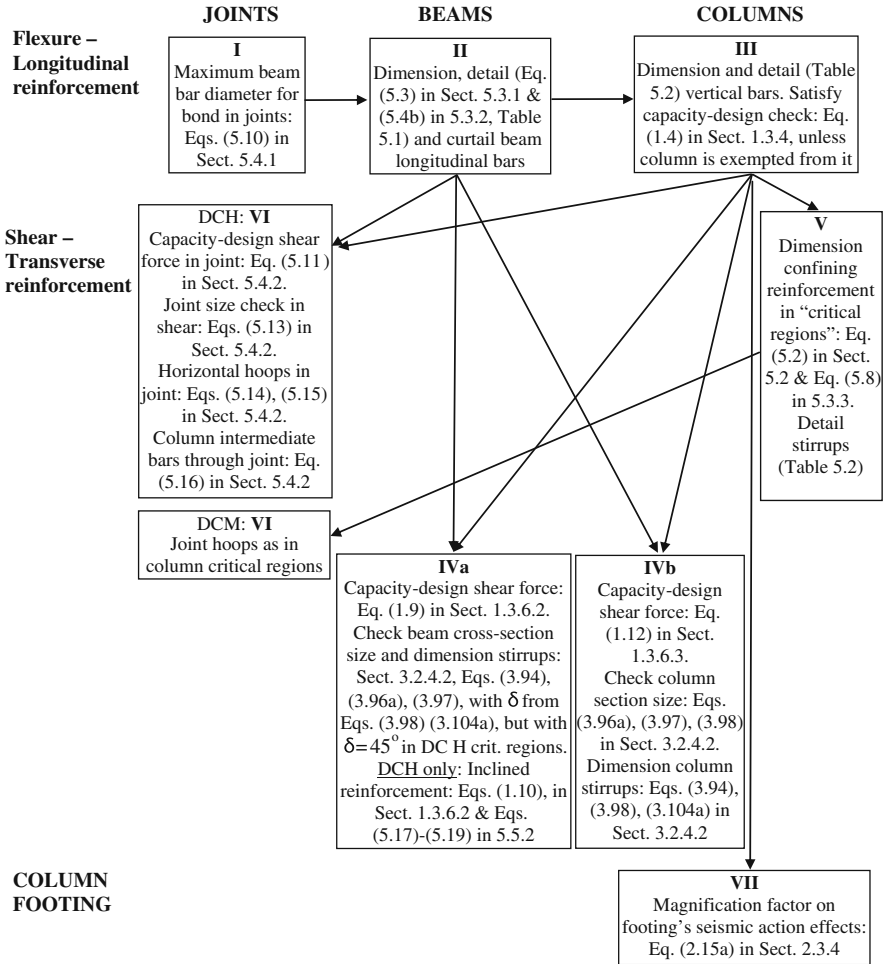 JOINTS
BEAMS
COLUMNS
Flexure –
Longitudinal
reinforcement
I
Maximum beam
bar diameter for
bond in joints:
Eqs. (5.10) in
Sect. 5.4.1
II
Dimension, detail (Eq.
(5.3) in Sect. 5.3.1 &
(5.4b) in 5.3.2, Table
5.1) and curtail beam
longitudinal bars
III
Dimension and detail (Table
5.2) vertical bars. Satisfy
capacity-design check: Eq.
(1.4) in Sect. 1.3.4, unless
column is exempted from it
Shear –
Transverse
reinforcement
DCH: VI
Capacity-design shear
force in joint: Eq. (5.11)
in Sect. 5.4.2.
Joint size check in
shear: Eqs. (5.13) in
Sect. 5.4.2.
Horizontal hoops in
joint: Eqs. (5.14), (5.15)
in Sect. 5.4.2.
Column intermediate
bars through joint: Eq.
(5.16) in Sect. 5.4.2
V
Dimension
confining
reinforcement
in “critical
regions”: Eq.
(5.2) in Sect.
5.2 & Eq. (5.8)
in 5.3.3.
Detail
stirrups
(Table 5.2)
DCM: VI
Joint hoops as in
column critical regions
IVa
Capacity-design shear force:
Eq. (1.9) in Sect. 1.3.6.2.
Check beam cross-section
size and dimension stirrups:
Sect. 3.2.4.2, Eqs. (3.94),
(3.96a), (3.97), with δ from
Eqs. (3.98) (3.104a), but with
δ=45° in DC H crit. regions.
DCH only: Inclined
reinforcement: Eqs. (1.10), in
Sect. 1.3.6.2 & Eqs.
(5.17)-(5.19) in 5.5.2
IVb
Capacity-design
shear force: Eq.
(1.12) in Sect.
1.3.6.3.
Check column
section size: Eqs.
(3.96a), (3.97), (3.98)
in Sect. 3.2.4.2.
Dimension column
stirrups: Eqs. (3.94),
(3.98), (3.104a) in
Sect. 3.2.4.2
COLUMN
FOOTING
VII
Magnification factor on
footing’s seismic action effects:
Eq. (2.15a) in Sect. 2.3.4